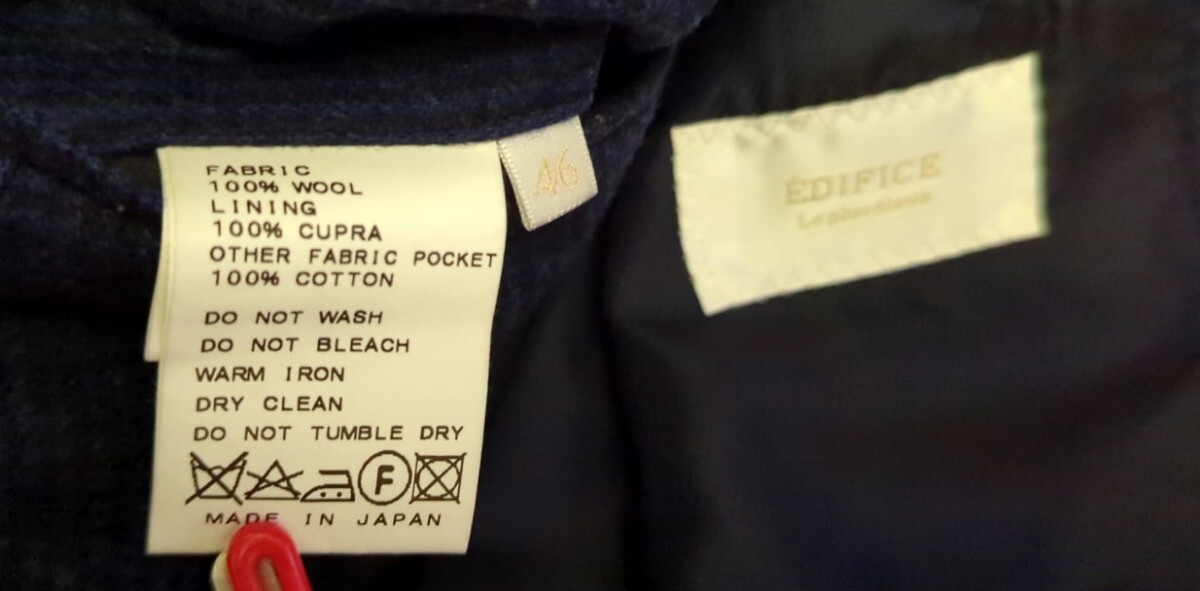 FABRIC
100% WOOL
LINING
100% CUPRA
OTHER FABRIC POCKET
100% COTTON
DO NOT WASH
DO NOT BLEACH
WARM IRON
DRY CLEAN
DO NOT TUMBLE DRY
F
MADE IN JAPAN
46
EDIFICE